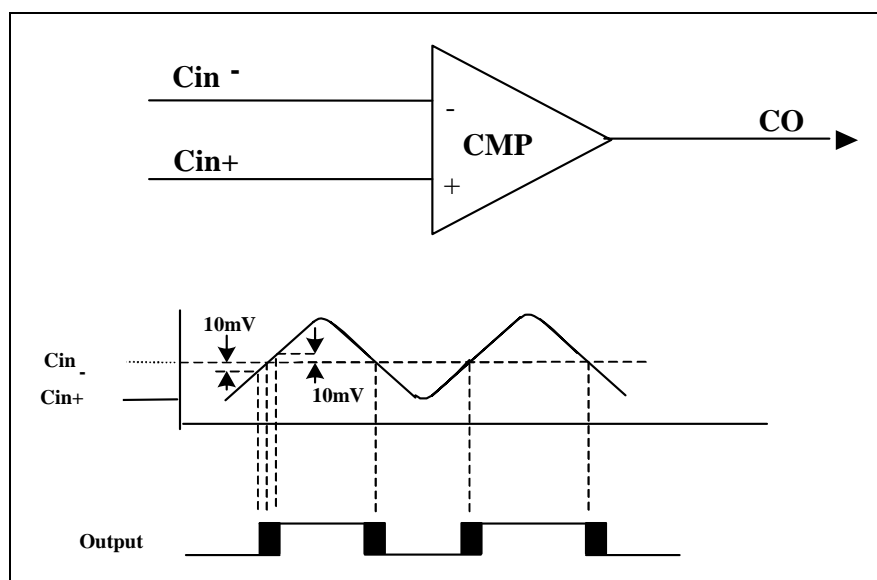 Cin -
-
CMP
CO
Cin+
+
10mV
Cin
-
Cin+
10mV
Output